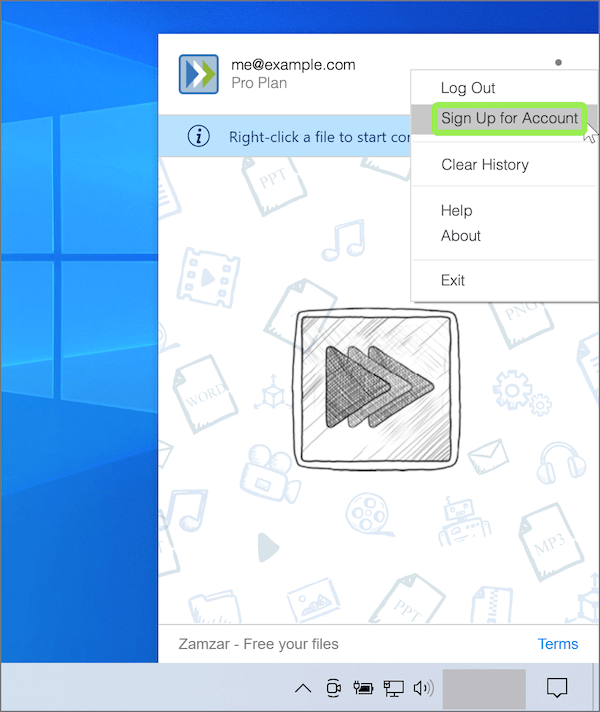 me@example.com
Pro Plan
Log Out
Sign Up for Account
Right-click a file to start
Clear History
Help
About
Exit
PPT
PNG
WORD
MP3
PPT
Zamzar - Free your files
Terms